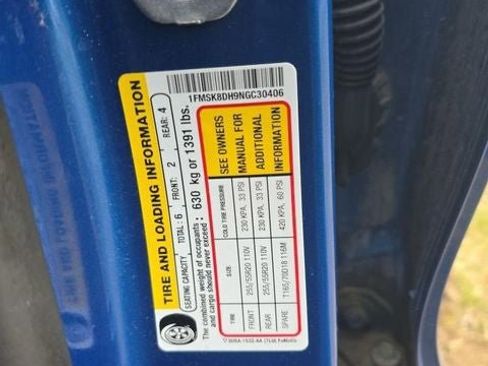 1FMSK8DH9NGC30406
TIRE AND LOADING INFORMATION
SEATING CAPACITY TOTAL: 6 FRONT: 2 REAR: 4
The combined weight of occupants and cargo should never exceed : 630 kg or 1391 lbs.
TIRE SIZE COLD TIRE PRESSURE SEE OWNERS
FRONT 255/55R20 110V 230 KPA, 33 PSI MANUAL FOR
REAR 255/55R20 110V 230 KPA, 33 PSI ADDITIONAL
SPARE T165/70D18 116M 420 KPA, 60 PSI INFORMATION